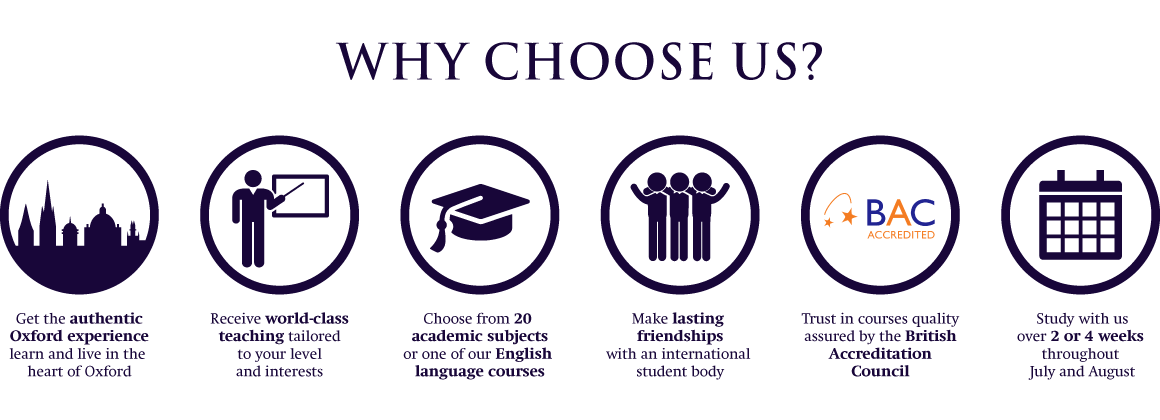 WHY CHOOSE US?
BAC
ACCREDITED
Get the authentic
Oxford experience
learn and live in the
heart of Oxford
Receive world-class
teaching tailored
to your level
and interests
Choose from 20
academic subjects
or one of our English
language courses
Make lasting
friendships
with an international
student body
Trust in courses quality
assured by the British
Accreditation
Council
Study with us
over 2 or 4 weeks
throughout
July and August